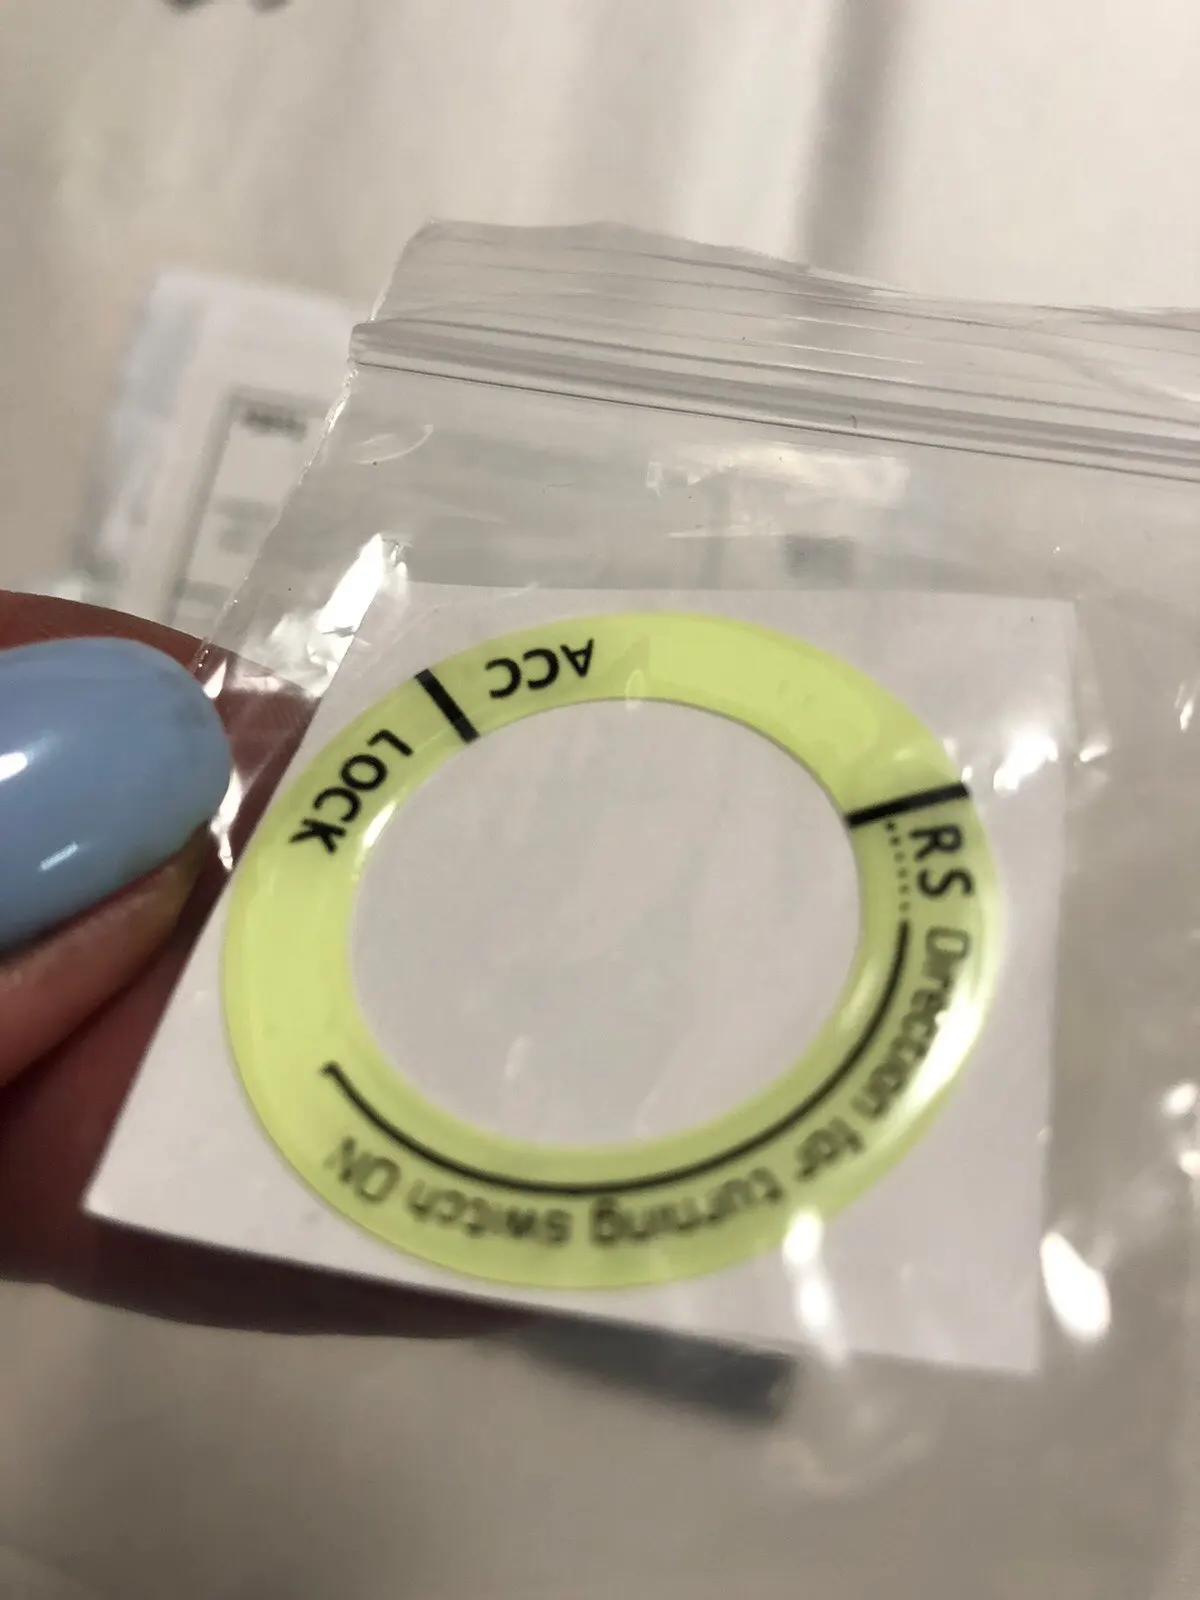 LOCK
ACC
RS
Direction for turning switch ON